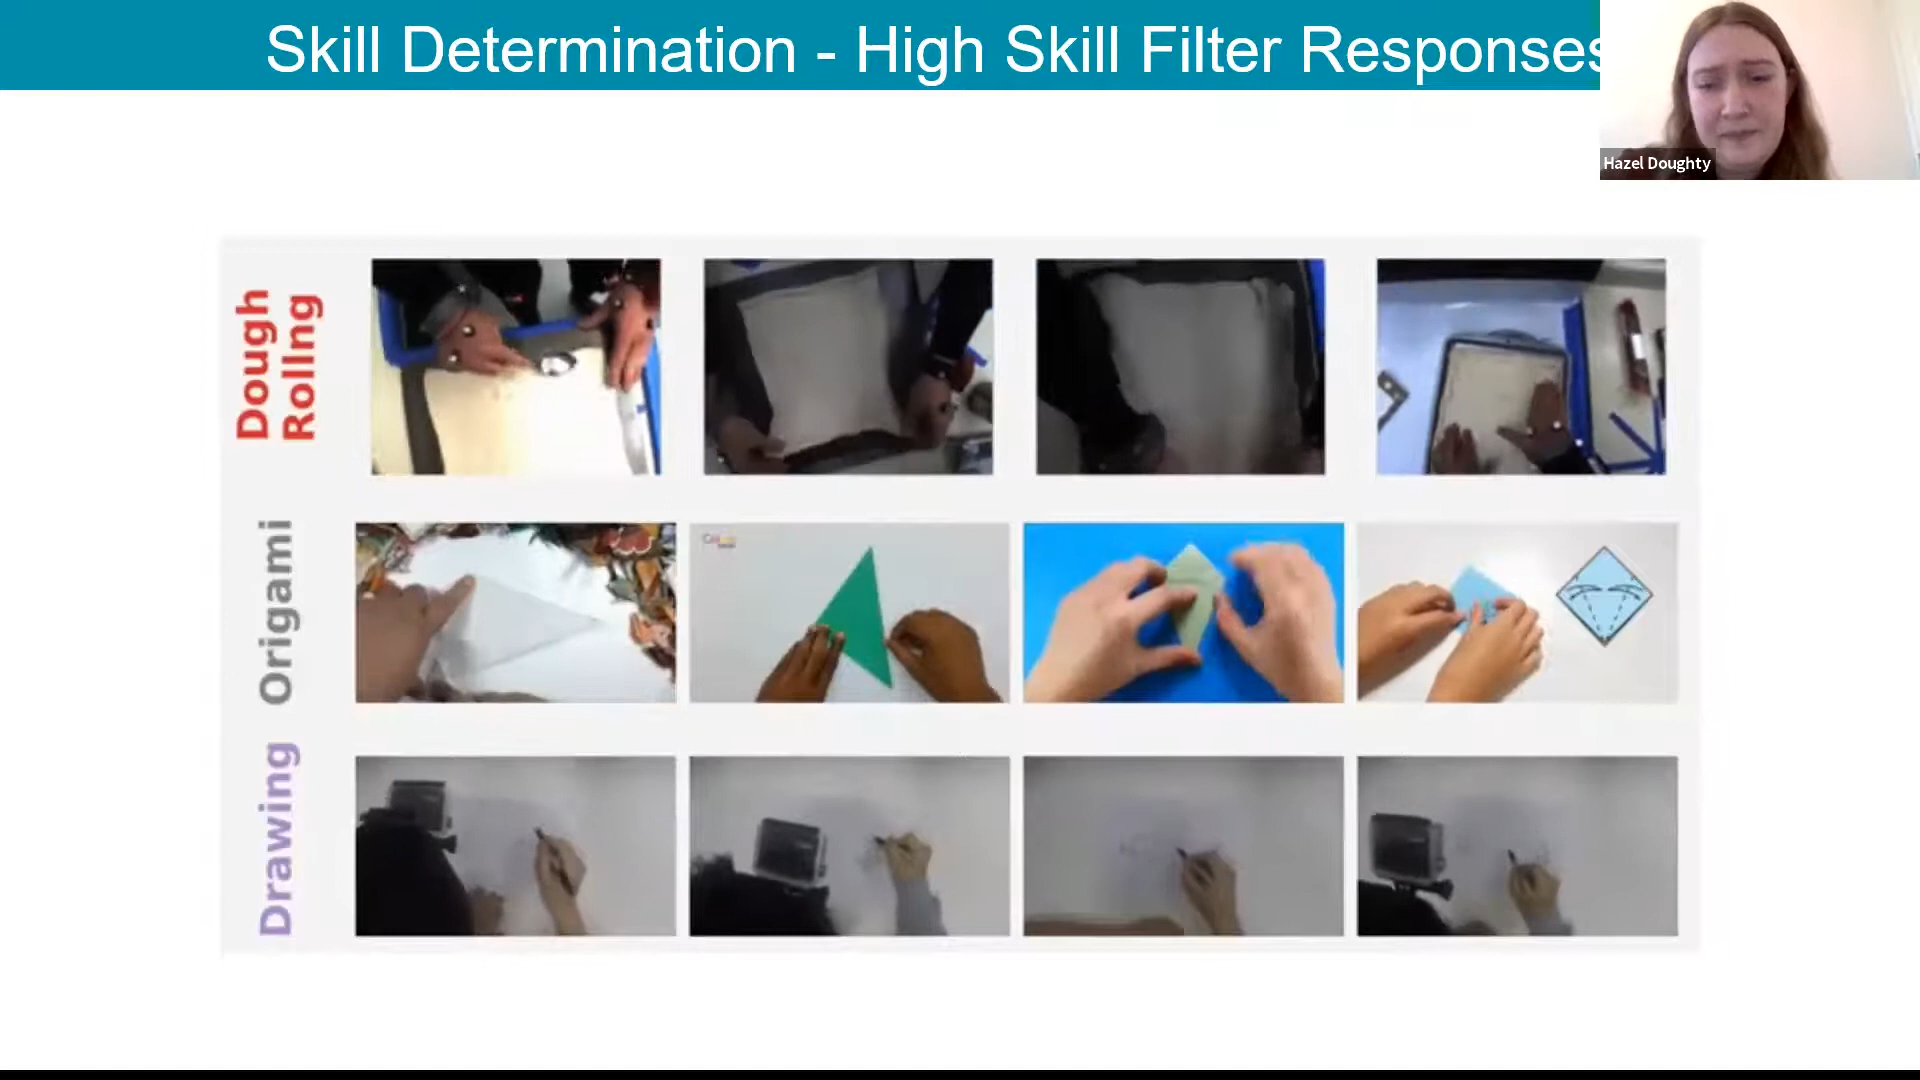 Skill Determination - High Skill Filter Responses
Hazel Doughty
Dough
Rolling
Origami
Drawing